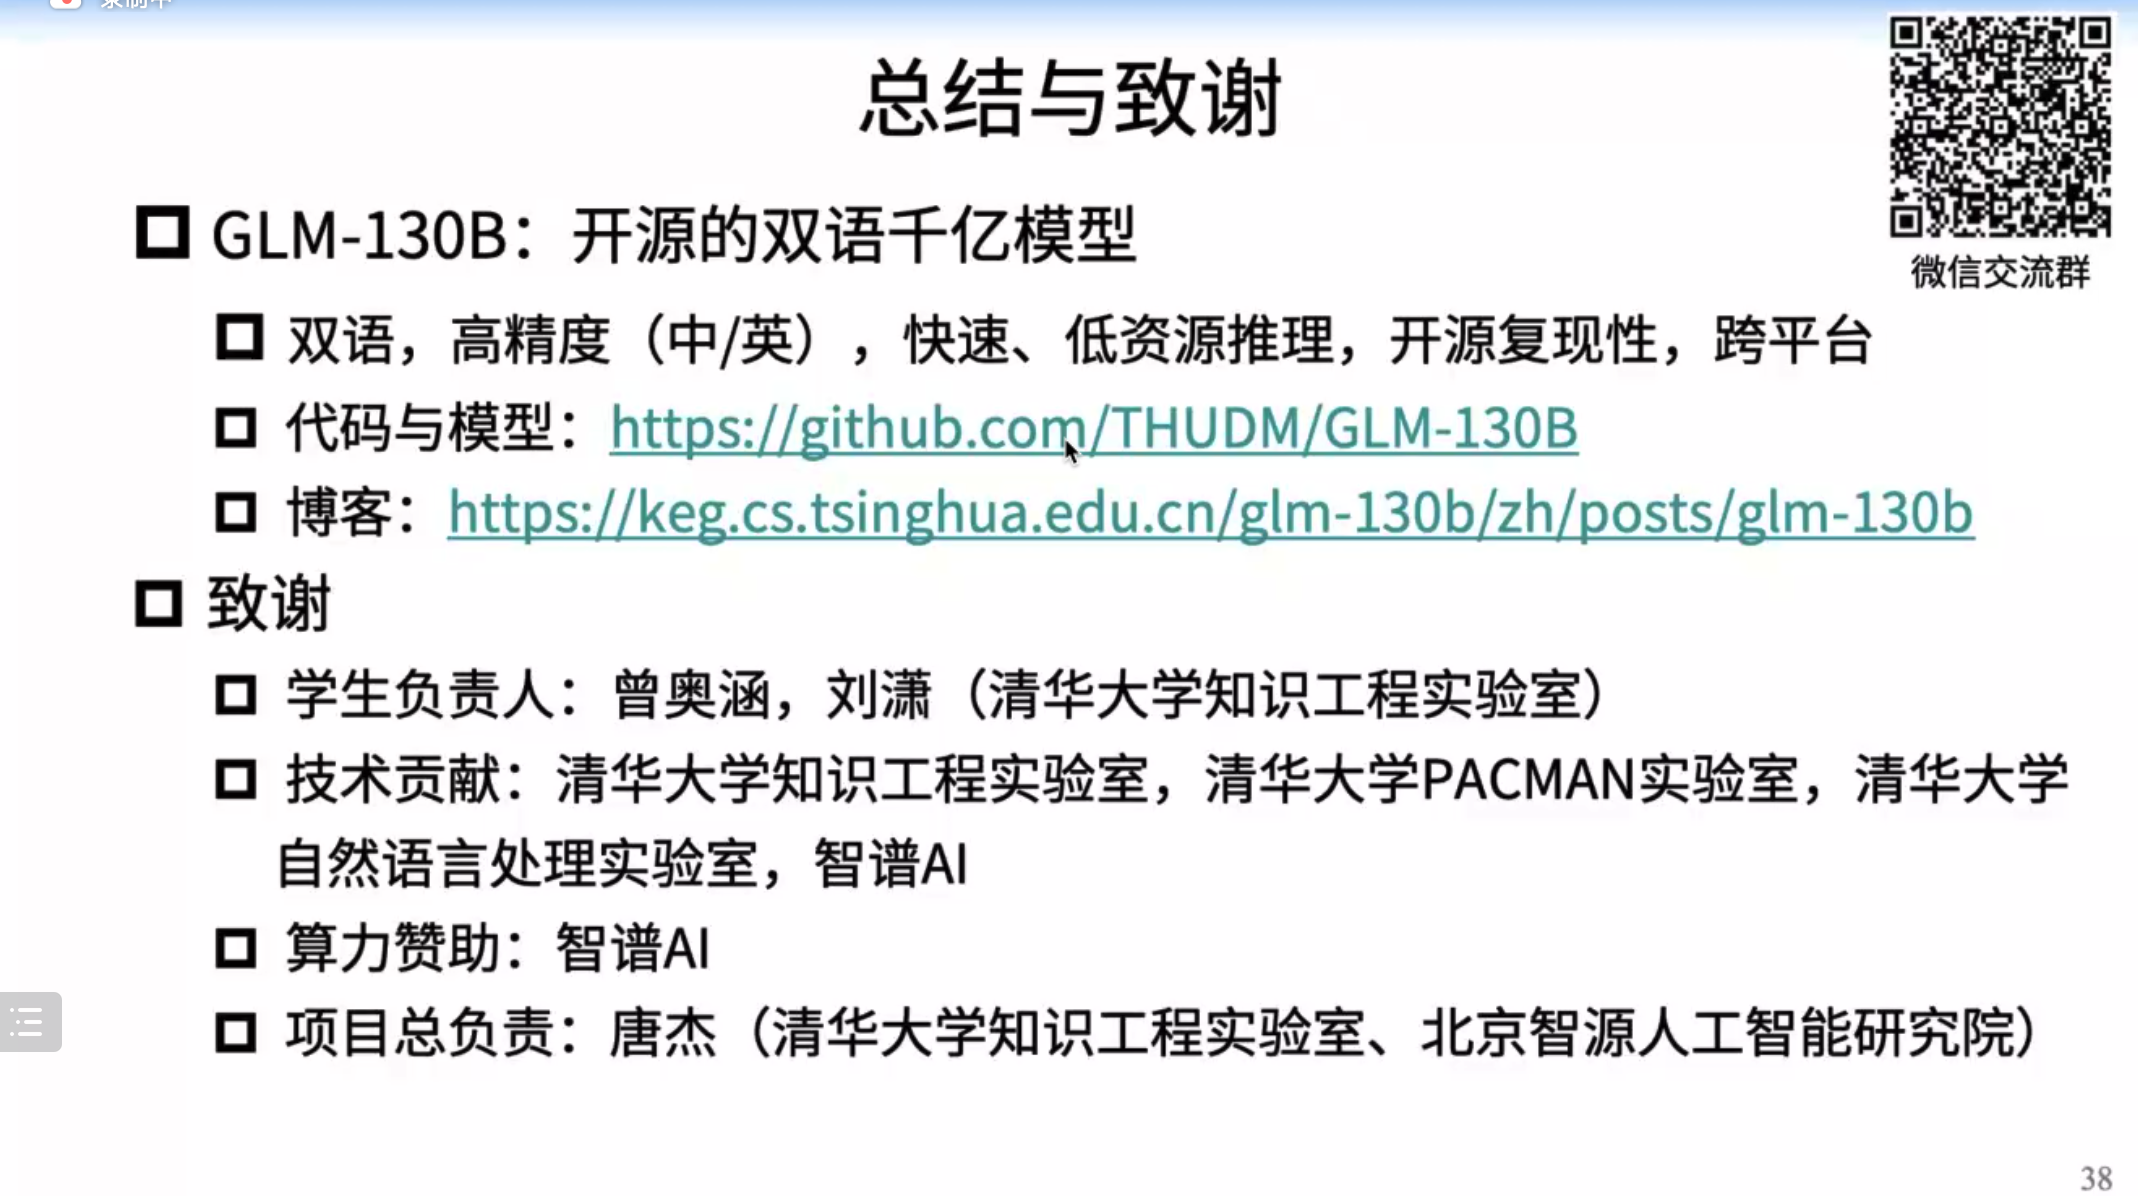 录制中
总结与致谢
微信交流群
GLM-130B：开源的双语千亿模型
双语，高精度（中/英），快速、低资源推理，开源复现性，跨平台
代码与模型：https://github.com/THUDM/GLM-130B
博客：https://keg.cs.tsinghua.edu.cn/glm-130b/zh/posts/glm-130b
致谢
学生负责人：曾奥涵，刘潇（清华大学知识工程实验室）
技术贡献：清华大学知识工程实验室，清华大学PACMAN实验室，清华大学
自然语言处理实验室，智谱AI
算力赞助：智谱AI
项目总负责：唐杰（清华大学知识工程实验室、北京智源人工智能研究院）
38